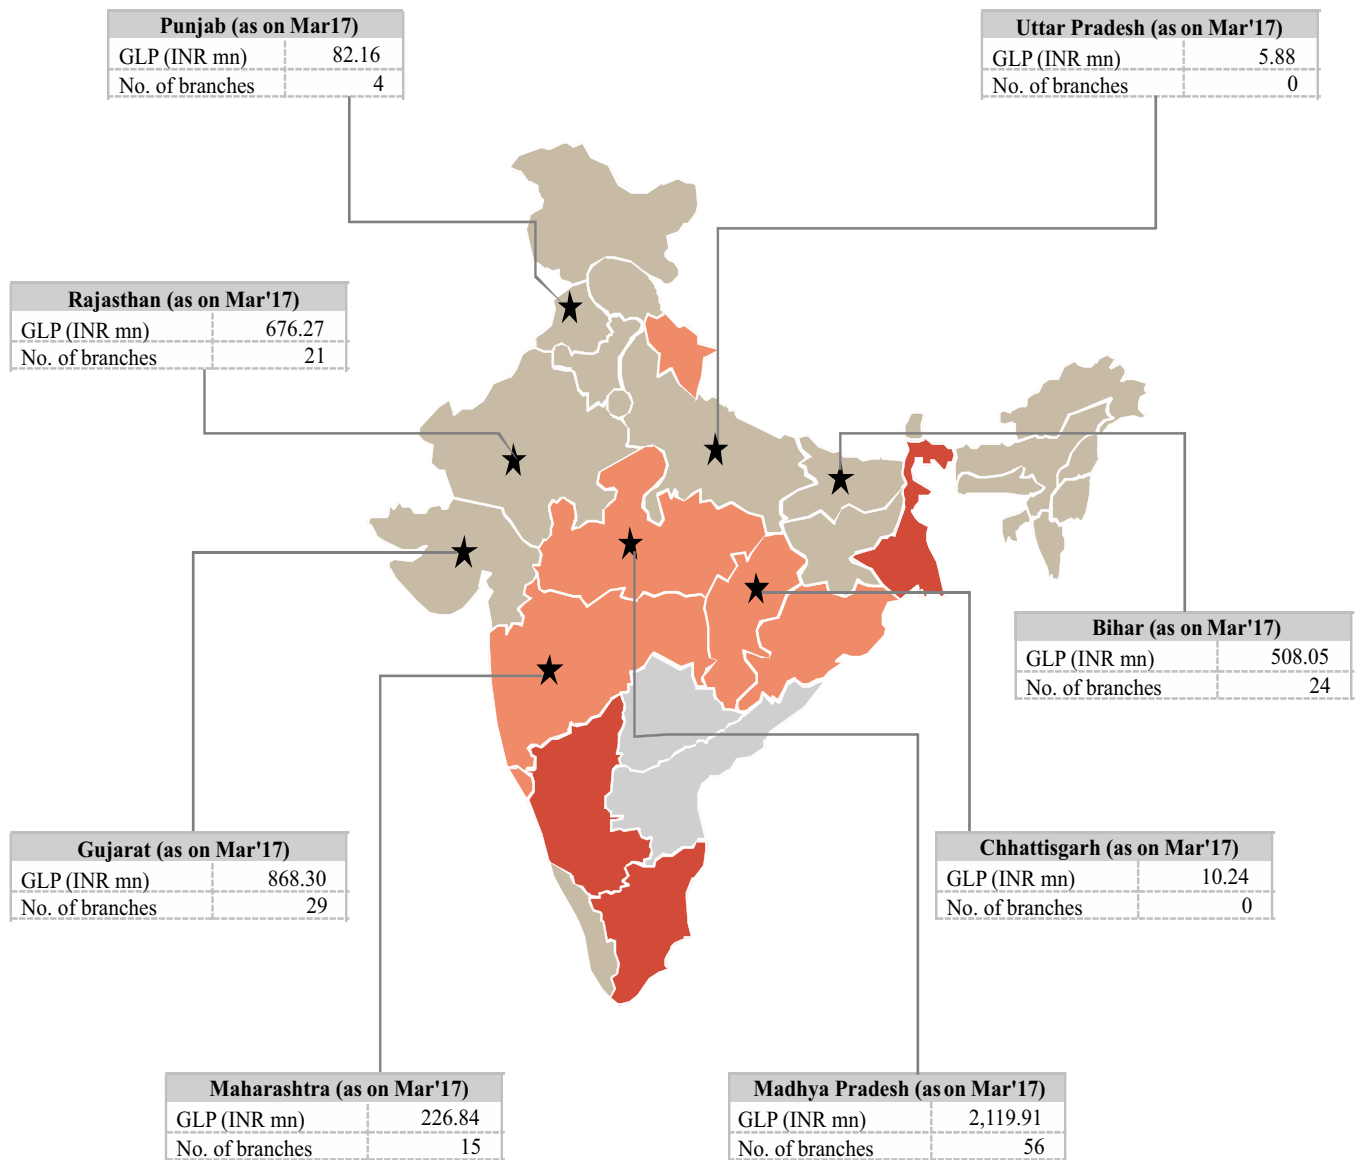 Punjab (as on Mar17)
GLP (INR mn) 82.16
No. of branches 4
Uttar Pradesh (as on Mar'17)
GLP (INR mn) 5.88
No. of branches 0
Rajasthan (as on Mar'17)
GLP (INR mn) 676.27
No. of branches 21
Bihar (as on Mar'17)
GLP (INR mn) 508.05
No. of branches 24
Gujarat (as on Mar'17)
GLP (INR mn) 868.30
No. of branches 29
Chhattisgarh (as on Mar'17)
GLP (INR mn) 10.24
No. of branches 0
Maharashtra (as on Mar'17)
GLP (INR mn) 226.84
No. of branches 15
Madhya Pradesh (as on Mar'17)
GLP (INR mn) 2,119.91
No. of branches 56